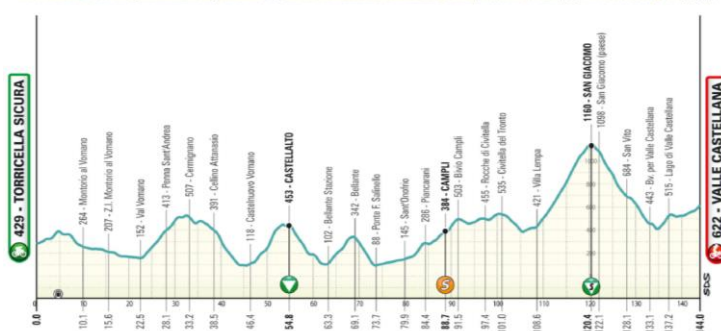 429 - TORRICELLA SICURA
264 - Montorio al Vomano
207 - Z.I. Montorio al Vomano
152 - Val Vomano
413 - Penna Sant'Andrea
507 - Cermignano
391 - Cellino Attanasio
118 - Castelnuovo Vomano
453 - CASTELLALTO
102 - Bellante Stazione
342 - Bellante
88 - Ponte F. Salinello
145 - Sant'Onofrio
286 - Piancarani
384 - CAMPLI
503 - Bivio Campli
455 - Rocche di Civitella
535 - Civitella del Tronto
421 - Villa Lempa
1160 - SAN GIACOMO
1098 - San Giacomo (paese)
684 - San Vito
443 - Bv. per Valle Castellana
515 - Lago di Valle Castellana
622 - VALLE CASTELLANA
S
3
SDS
10 20 30 40 50 60 70 80 90 100 110 120 130 140
0.0 10.1 15.6 22.5 28.1 33.2 38.5 46.4 54.8 63.3 69.1 73.7 79.9 84.4 88.7 91.5 97.4 101.0 108.6 120.4 122.1 128.1 133.1 137.2 144.0